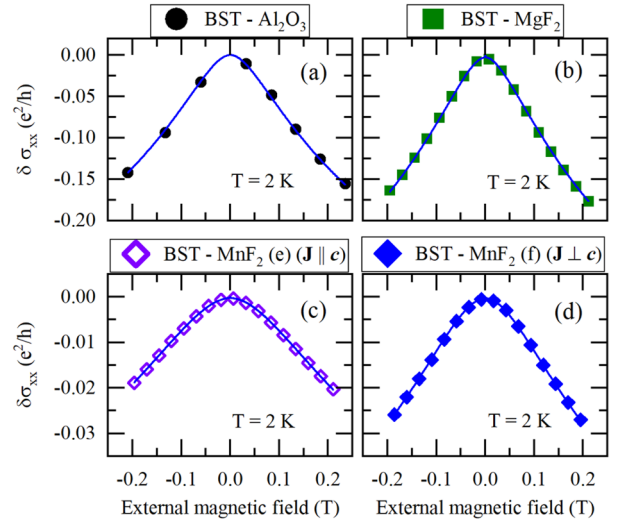 BST - Al₂O₃
BST - MgF₂
(a)
(b)
0.00
-0.05
-0.10
-0.15
-0.20
δ σxx (e²/h)
T = 2 K
T = 2 K
BST - MnF₂ (e) (J || c)
BST - MnF₂ (f) (J ⊥ c)
(c)
(d)
0.00
-0.01
-0.02
-0.03
δσxx (e²/h)
T = 2 K
T = 2 K
-0.2 -0.1 0.0 0.1 0.2
-0.2 -0.1 0.0 0.1 0.2
External magnetic field (T)
External magnetic field (T)